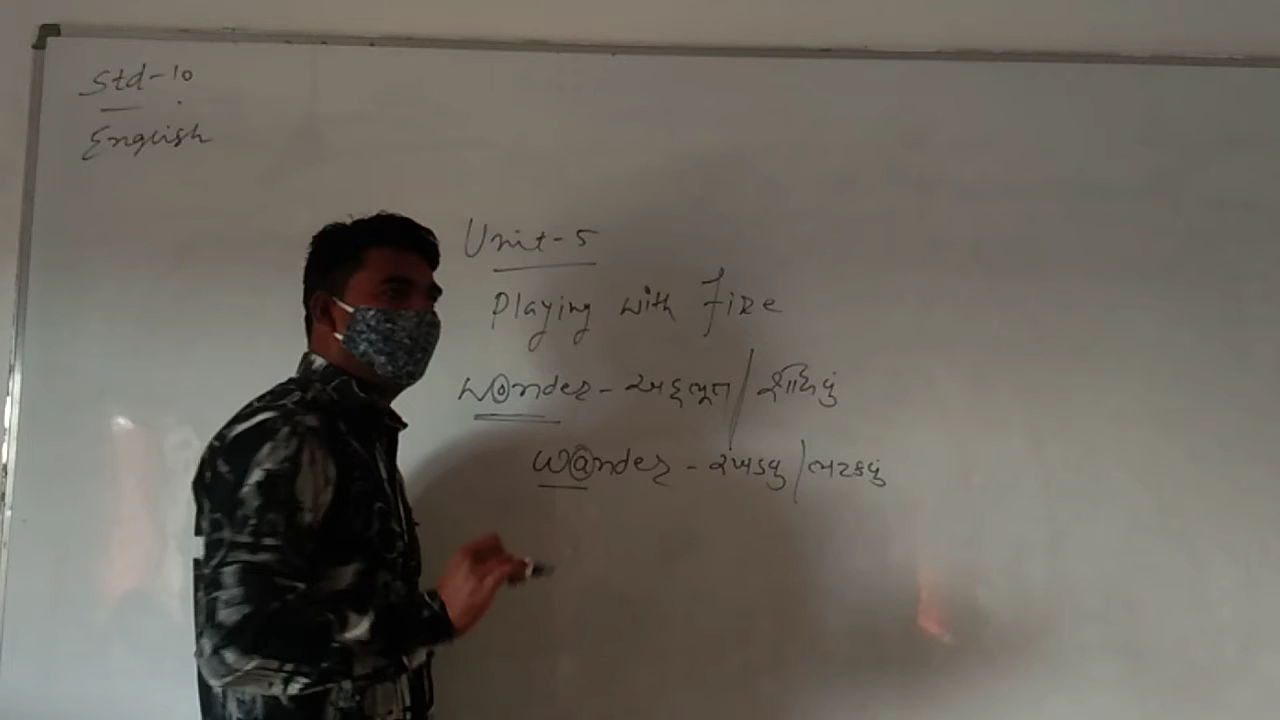 Std-10
English
Unit-5
Playing with Fire
Wonder - અદ્ભૂત /
Wander - રખડવુ / ભટકવું